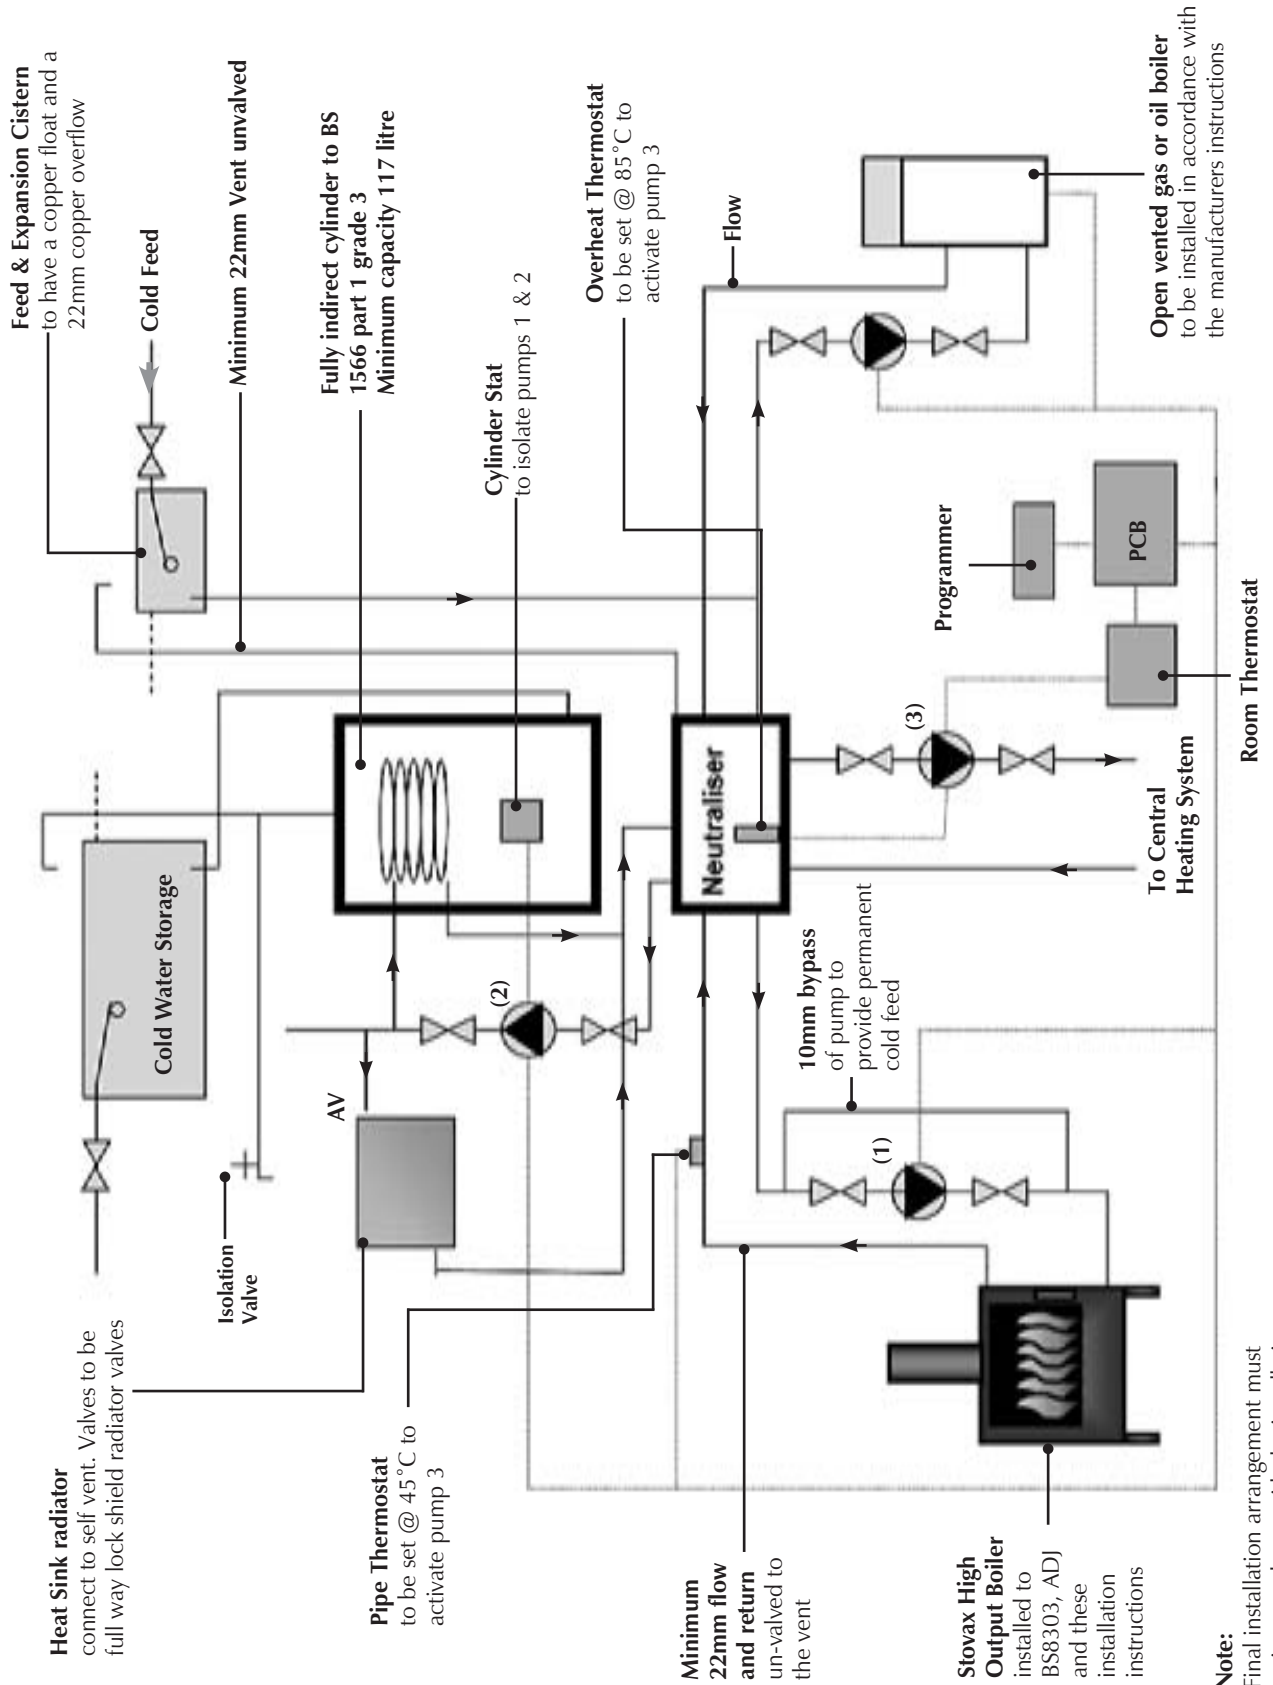 Feed & Expansion Cistern
to have a copper float and a
22mm copper overflow
Cold Feed
Minimum 22mm Vent unvalved
Fully indirect cylinder to BS
1566 part 1 grade 3
Minimum capacity 117 litre
Cylinder Stat
to isolate pumps 1 & 2
Overheat Thermostat
to be set @ 85˚C to
activate pump 3
Flow
Open vented gas or oil boiler
to be installed in accordance with
the manufacturers instructions
Cold Water Storage
Isolation
Valve
AV
(2)
Neutraliser
(3)
Programmer
PCB
Room Thermostat
To Central
Heating System
10mm bypass
of pump to
provide permanent
cold feed
(1)
Heat Sink radiator
connect to self vent. Valves to be
full way lock shield radiator valves
Pipe Thermostat
to be set @ 45˚C to
activate pump 3
Minimum
22mm flow
and return
un-valved to
the vent
Stovax High
Output Boiler
installed to
BS8303, ADJ
and these
installation
instructions
Note:
Final installation arrangement must